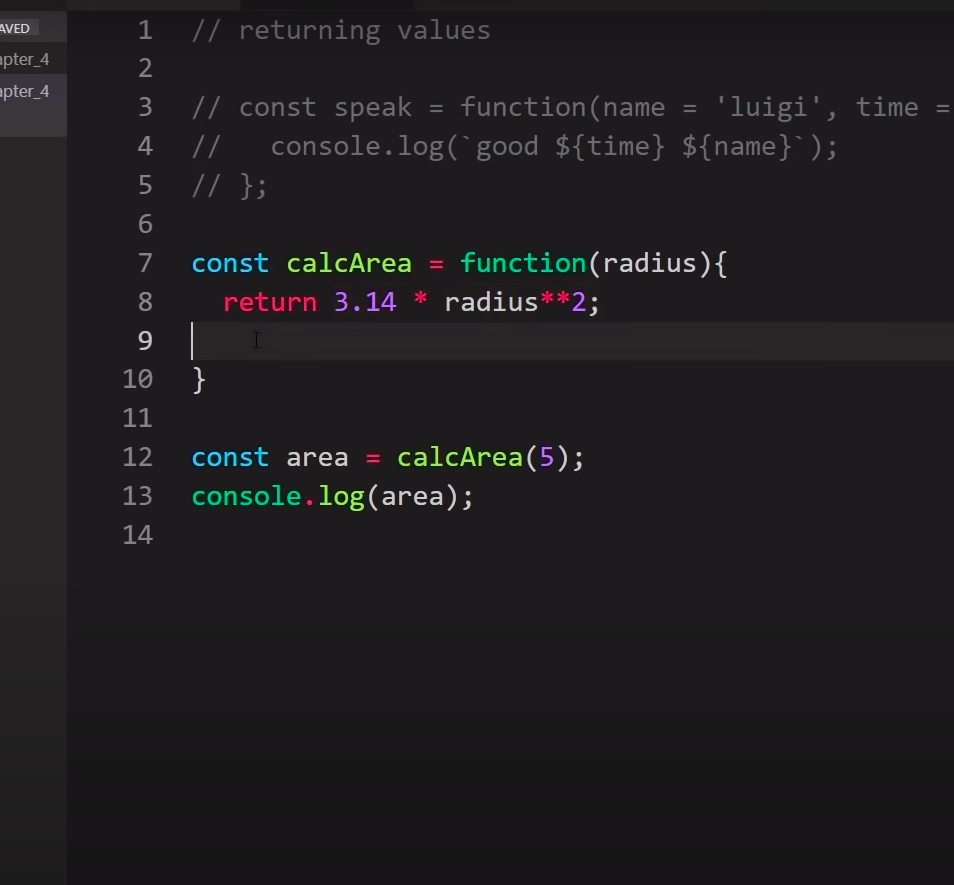 AVED
apter_4
apter_4
1 // returning values
2
3 // const speak = function(name = 'luigi', time =
4 //   console.log(`good ${time} ${name}`);
5 // };
6
7 const calcArea = function(radius){
8   return 3.14 * radius**2;
9
10 }
11
12 const area = calcArea(5);
13 console.log(area);
14